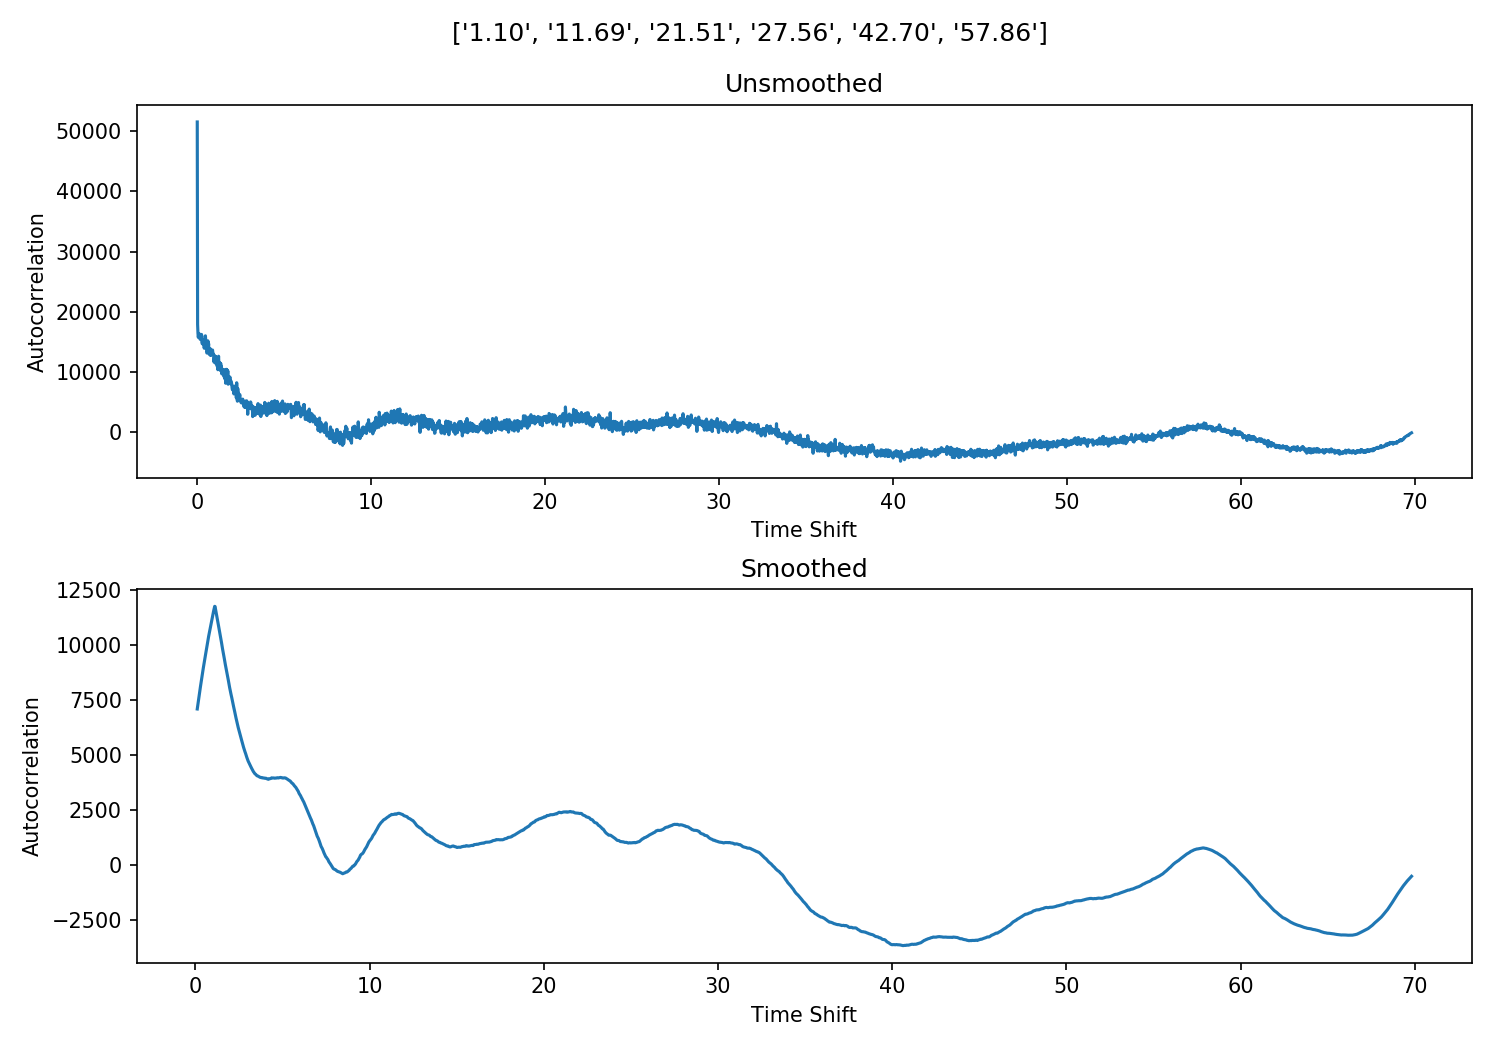 ['1.10', '11.69', '21.51', '27.56', '42.70', '57.86']
Unsmoothed
50000
40000
30000
20000
10000
0
Autocorrelation
0 10 20 30 40 50 60 70
Time Shift
Smoothed
12500
10000
7500
5000
2500
0
−2500
Autocorrelation
0 10 20 30 40 50 60 70
Time Shift